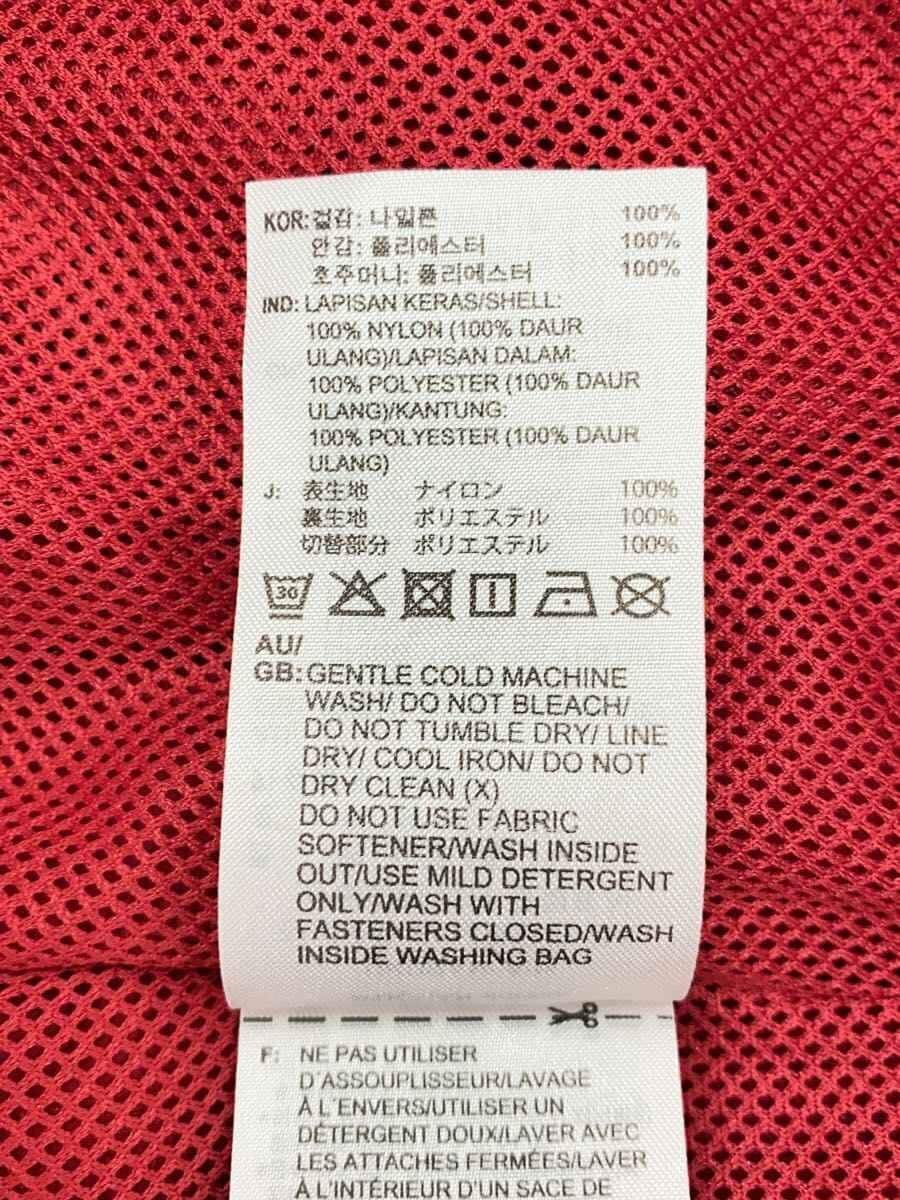 KOR: 겉감: 나일론 100%
안감: 폴리에스터 100%
호주머니: 폴리에스터 100%
IND: LAPISAN KERAS/SHELL:
100% NYLON (100% DAUR
ULANG)/LAPISAN DALAM:
100% POLYESTER (100% DAUR
ULANG)/KANTUNG:
100% POLYESTER (100% DAUR
ULANG)
J: 表生地 ナイロン 100%
裏生地 ポリエステル 100%
切替部分 ポリエステル 100%
30
AU/
GB: GENTLE COLD MACHINE
WASH/ DO NOT BLEACH/
DO NOT TUMBLE DRY/ LINE
DRY/ COOL IRON/ DO NOT
DRY CLEAN (X)
DO NOT USE FABRIC
SOFTENER/WASH INSIDE
OUT/USE MILD DETERGENT
ONLY/WASH WITH
FASTENERS CLOSED/WASH
INSIDE WASHING BAG
F: NE PAS UTILISER
D'ASSOUPLISSEUR/LAVAGE
À L'ENVERS/UTILISER UN
DÉTERGENT DOUX/LAVER AVEC
LES ATTACHES FERMÉES/LAVER
À L'INTÉRIEUR D'UN SACE DE